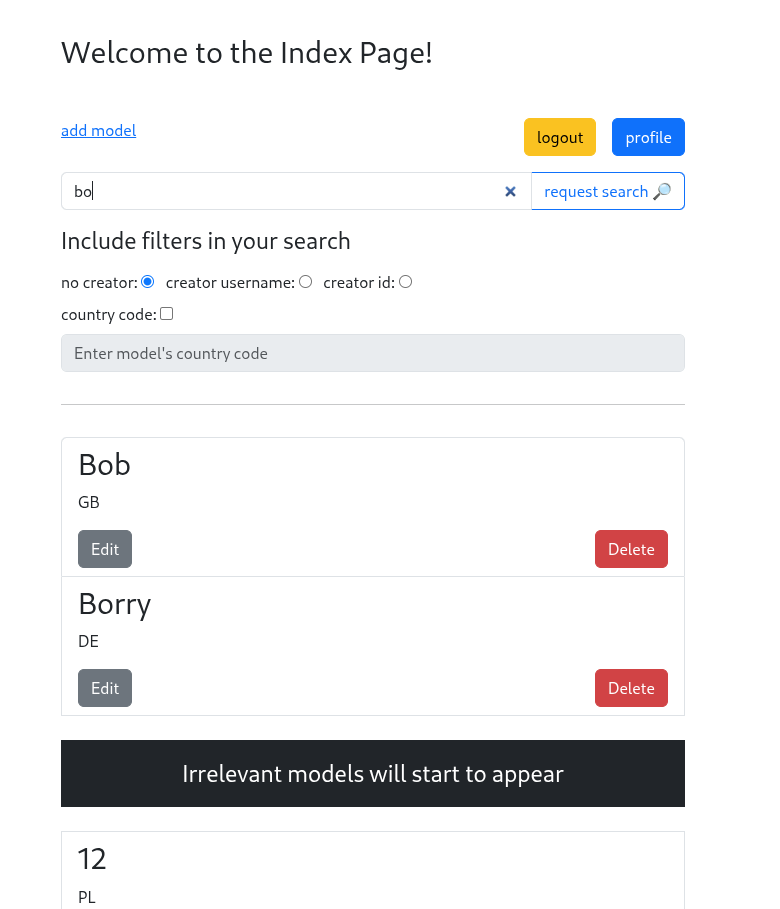 Welcome to the Index Page!
add model
logout
profile
bo
request search
Include filters in your search
no creator: creator username: creator id:
country code:
Enter model's country code
Bob
GB
Edit
Delete
Borry
DE
Edit
Delete
Irrelevant models will start to appear
12
PL